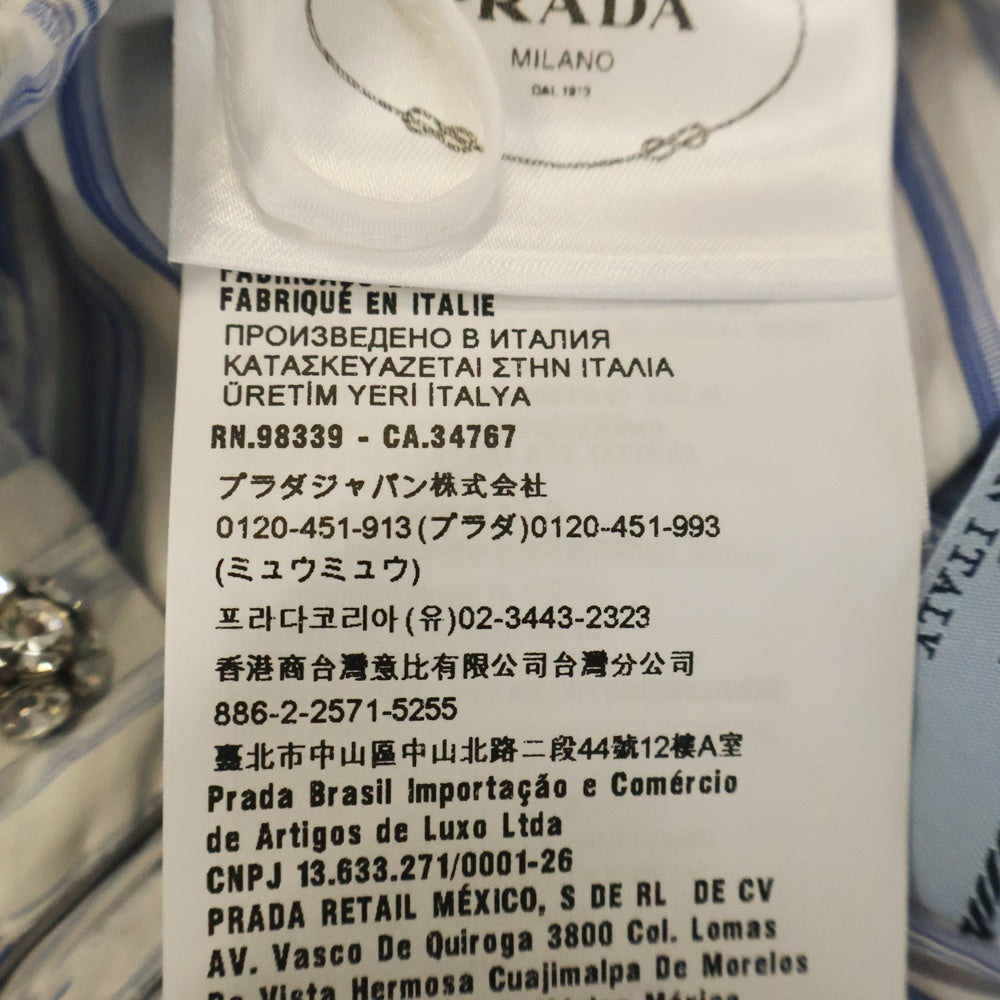 PRADA
MILANO
DAL 1913
FABRIQUÉ EN ITALIE
ПРОИЗВЕДЕНО В ИТАЛИЯ
ΚΑΤΑΣΚΕΥΑΖΕΤΑΙ ΣΤΗΝ ΙΤΑΛΙΑ
ÜRETİM YERİ İTALYA
RN.98339 - CA.34767
プラダジャパン株式会社
0120-451-913(プラダ)0120-451-993
(ミュウミュウ)
프라다코리아(유)02-3443-2323
香港商台灣意比有限公司台灣分公司
886-2-2571-5255
臺北市中山區中山北路二段44號12樓A室
Prada Brasil Importação e Comércio
de Artigos de Luxo Ltda
CNPJ 13.633.271/0001-26
PRADA RETAIL MÉXICO, S DE RL DE CV
AV. Vasco De Quiroga 3800 Col. Lomas
De Vista Hermosa Cuajimalpa De Morelos
México
ITALY